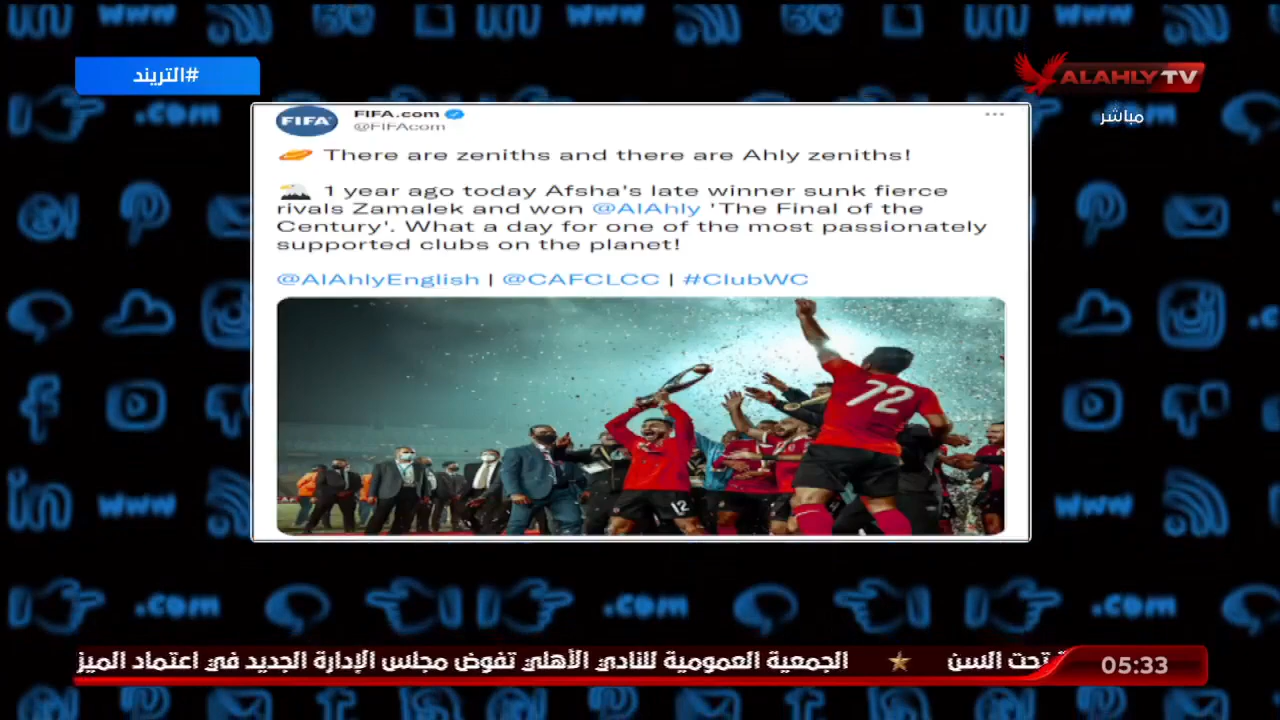 #التريند
ALAHLY TV
مباشر
FIFA
FIFA.com
@FIFAcom
There are zeniths and there are Ahly zeniths!
1 year ago today Afsha's late winner sunk fierce
rivals Zamalek and won @AlAhly 'The Final of the
Century'. What a day for one of the most passionately
supported clubs on the planet!
@AlAhlyEnglish | @CAFCLCC | #ClubWC
72
12
تحت السن ★ الجمعية العمومية للنادي الأهلي تفوض مجلس الإدارة الجديد في اعتماد الميز
05:33